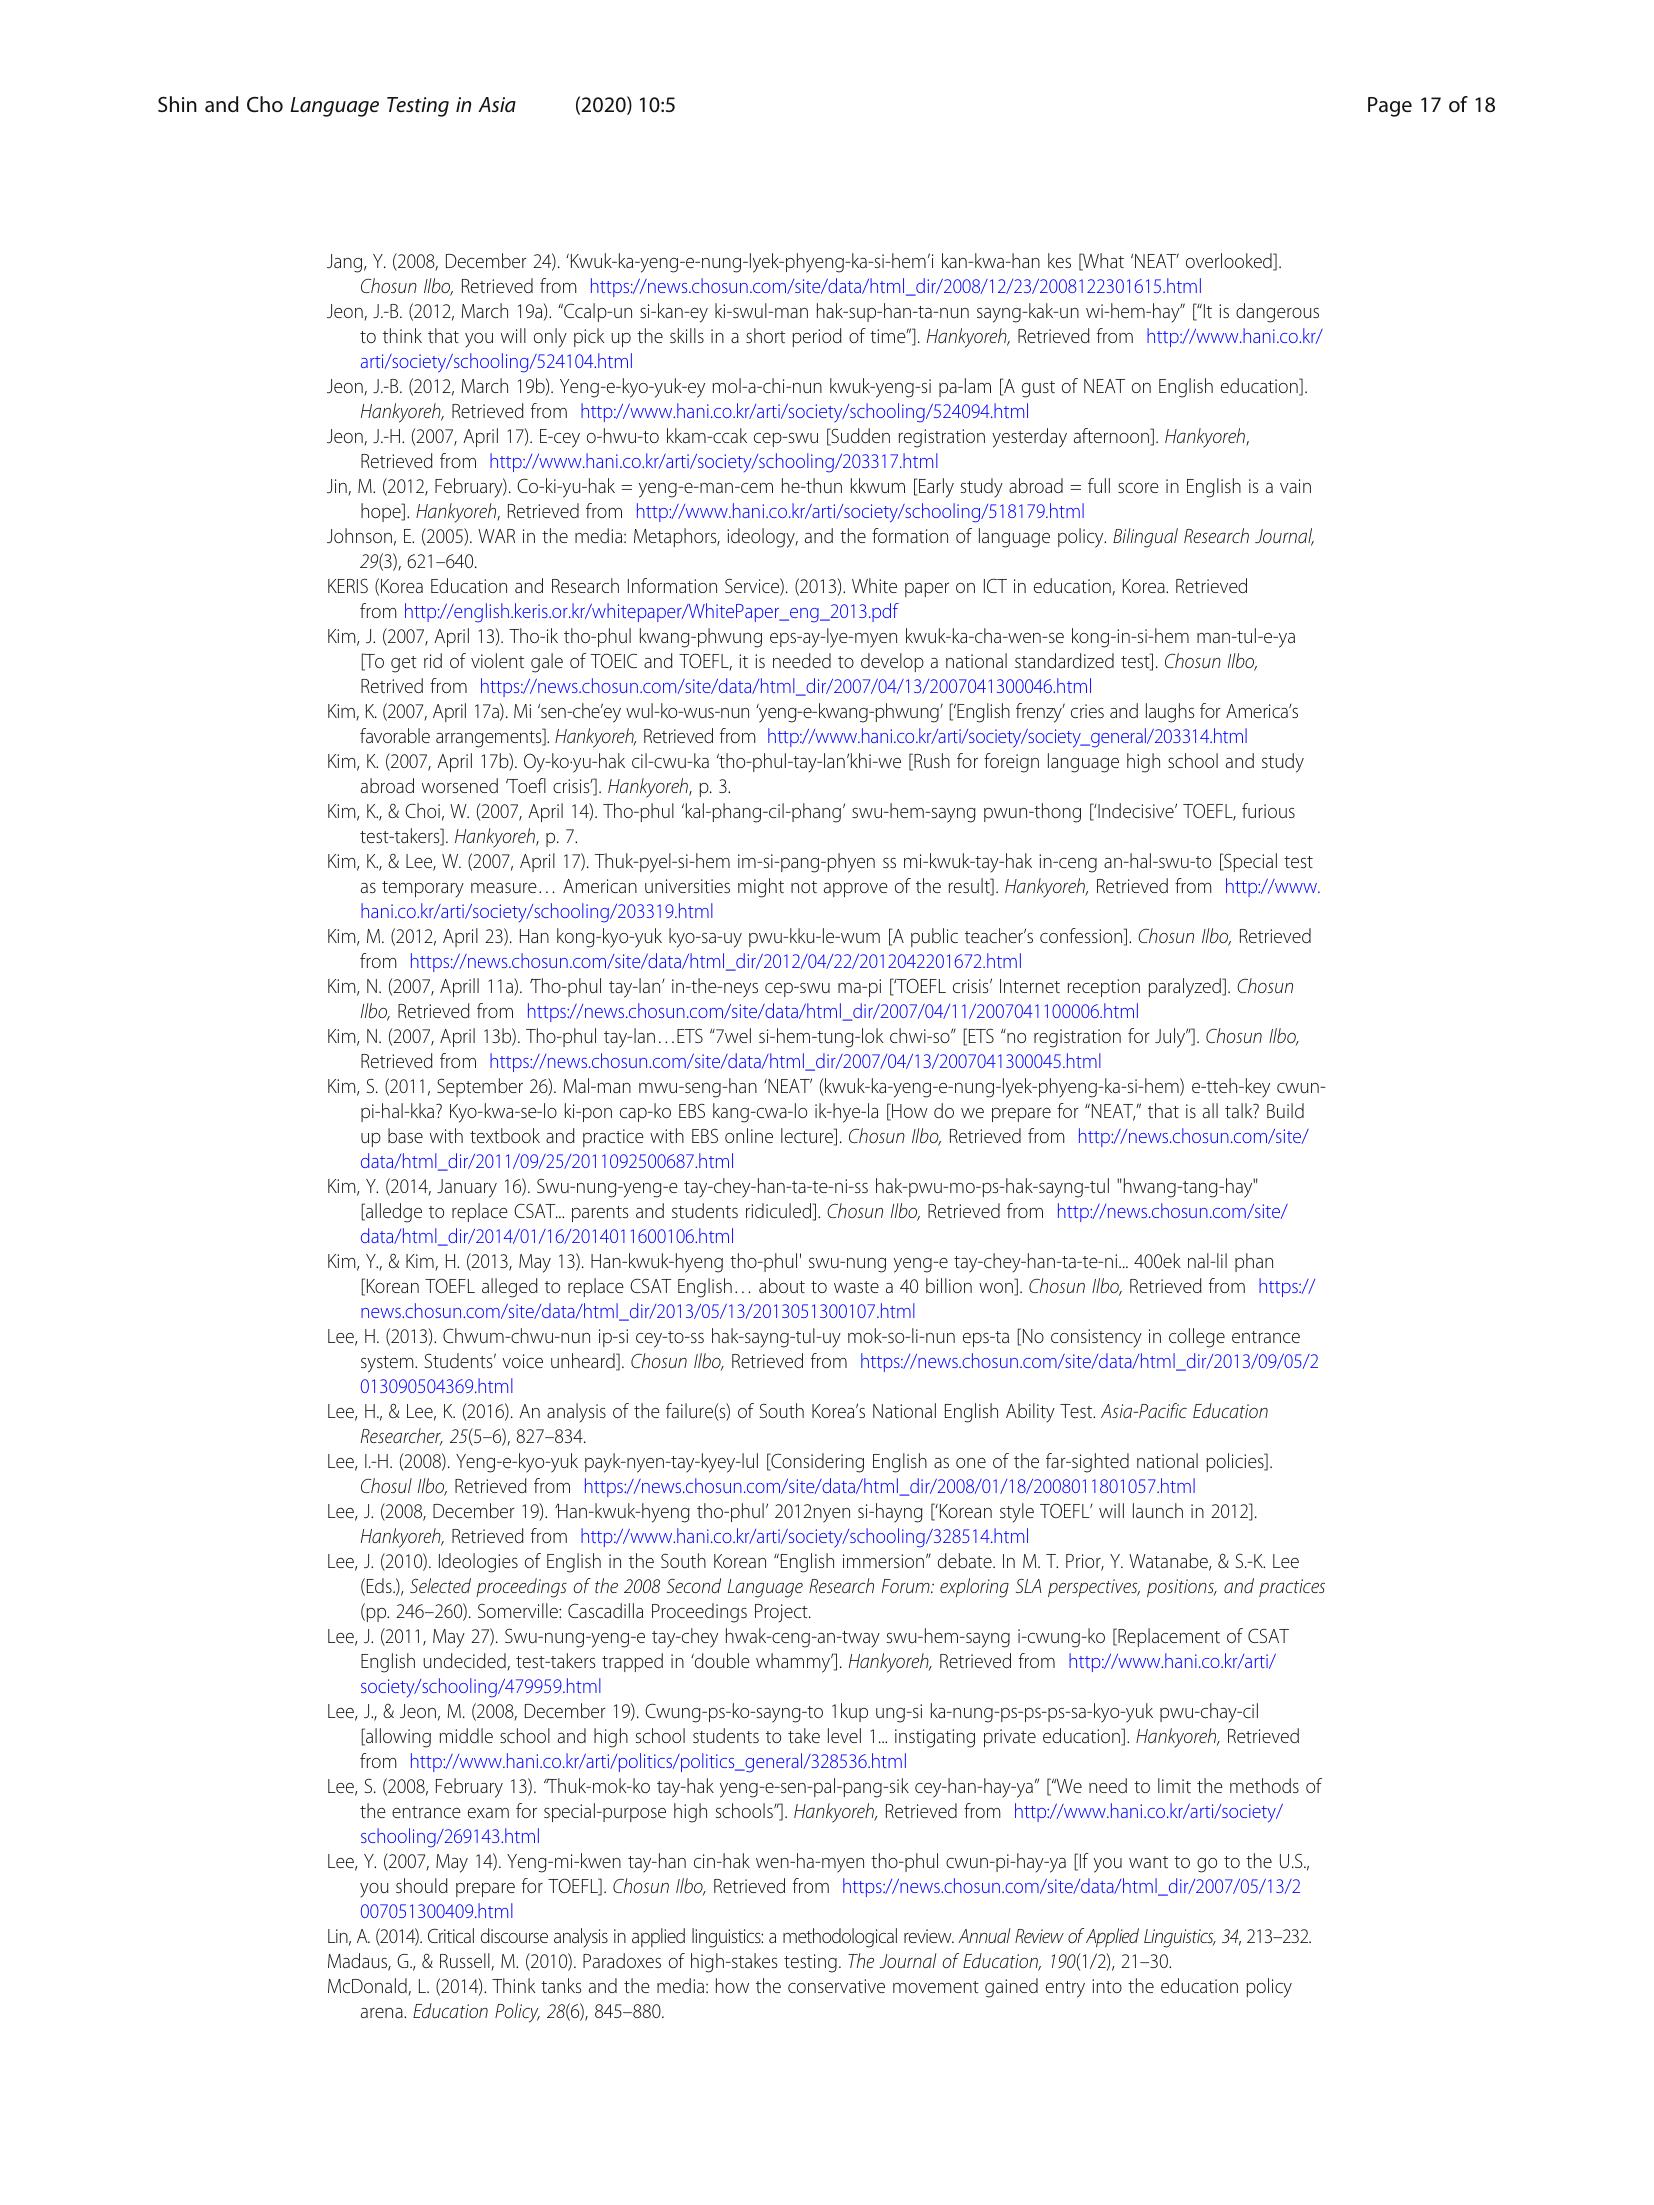 Shin and Cho Language Testing in Asia (2020) 10:5 Page 17 of 18
Jang, Y. (2008, December 24). ‘Kwuk-ka-yeng-e-nung-lyek-phyeng-ka-si-hem’i kan-kwa-han kes [What ‘NEAT’ overlooked].
Chosun Ilbo, Retrieved from https://news.chosun.com/site/data/html_dir/2008/12/23/2008122301615.html
Jeon, J.-B. (2012, March 19a). “Ccalp-un si-kan-ey ki-swul-man hak-sup-han-ta-nun sayng-kak-un wi-hem-hay” [“It is dangerous
to think that you will only pick up the skills in a short period of time”]. Hankyoreh, Retrieved from http://www.hani.co.kr/
arti/society/schooling/524104.html
Jeon, J.-B. (2012, March 19b). Yeng-e-kyo-yuk-ey mol-a-chi-nun kwuk-yeng-si pa-lam [A gust of NEAT on English education].
Hankyoreh, Retrieved from http://www.hani.co.kr/arti/society/schooling/524094.html
Jeon, J.-H. (2007, April 17). E-cey o-hwu-to kkam-ccak cep-swu [Sudden registration yesterday afternoon]. Hankyoreh,
Retrieved from http://www.hani.co.kr/arti/society/schooling/203317.html
Jin, M. (2012, February). Co-ki-yu-hak = yeng-e-man-cem he-thun kkwum [Early study abroad = full score in English is a vain
hope]. Hankyoreh, Retrieved from http://www.hani.co.kr/arti/society/schooling/518179.html
Johnson, E. (2005). WAR in the media: Metaphors, ideology, and the formation of language policy. Bilingual Research Journal,
29(3), 621–640.
KERIS (Korea Education and Research Information Service). (2013). White paper on ICT in education, Korea. Retrieved
from http://english.keris.or.kr/whitepaper/WhitePaper_eng_2013.pdf
Kim, J. (2007, April 13). Tho-ik tho-phul kwang-phwung eps-ay-lye-myen kwuk-ka-cha-wen-se kong-in-si-hem man-tul-e-ya
[To get rid of violent gale of TOEIC and TOEFL, it is needed to develop a national standardized test]. Chosun Ilbo,
Retrived from https://news.chosun.com/site/data/html_dir/2007/04/13/2007041300046.html
Kim, K. (2007, April 17a). Mi ‘sen-che’ey wul-ko-wus-nun ‘yeng-e-kwang-phwung’ [‘English frenzy’ cries and laughs for America’s
favorable arrangements]. Hankyoreh, Retrieved from http://www.hani.co.kr/arti/society/society_general/203314.html
Kim, K. (2007, April 17b). Oy-ko·yu-hak cil-cwu-ka ‘tho-phul-tay-lan’khi-we [Rush for foreign language high school and study
abroad worsened ‘Toefl crisis’]. Hankyoreh, p. 3.
Kim, K., & Choi, W. (2007, April 14). Tho-phul ‘kal-phang-cil-phang’ swu-hem-sayng pwun-thong [‘Indecisive’ TOEFL, furious
test-takers]. Hankyoreh, p. 7.
Kim, K., & Lee, W. (2007, April 17). Thuk-pyel-si-hem im-si-pang-phyen ss mi-kwuk-tay-hak in-ceng an-hal-swu-to [Special test
as temporary measure… American universities might not approve of the result]. Hankyoreh, Retrieved from http://www.
hani.co.kr/arti/society/schooling/203319.html
Kim, M. (2012, April 23). Han kong-kyo-yuk kyo-sa-uy pwu-kku-le-wum [A public teacher’s confession]. Chosun Ilbo, Retrieved
from https://news.chosun.com/site/data/html_dir/2012/04/22/2012042201672.html
Kim, N. (2007, Aprill 11a). ‘Tho-phul tay-lan’ in-the-neys cep-swu ma-pi [‘TOEFL crisis’ Internet reception paralyzed]. Chosun
Ilbo, Retrieved from https://news.chosun.com/site/data/html_dir/2007/04/11/2007041100006.html
Kim, N. (2007, April 13b). Tho-phul tay-lan…ETS “7wel si-hem-tung-lok chwi-so” [ETS “no registration for July”]. Chosun Ilbo,
Retrieved from https://news.chosun.com/site/data/html_dir/2007/04/13/2007041300045.html
Kim, S. (2011, September 26). Mal-man mwu-seng-han ‘NEAT’ (kwuk-ka-yeng-e-nung-lyek-phyeng-ka-si-hem) e-tteh-key cwun-
pi-hal-kka? Kyo-kwa-se-lo ki-pon cap-ko EBS kang-cwa-lo ik-hye-la [How do we prepare for “NEAT,” that is all talk? Build
up base with textbook and practice with EBS online lecture]. Chosun Ilbo, Retrieved from http://news.chosun.com/site/
data/html_dir/2011/09/25/2011092500687.html
Kim, Y. (2014, January 16). Swu-nung-yeng-e tay-chey-han-ta-te-ni-ss hak-pwu-mo-ps-hak-sayng-tul "hwang-tang-hay"
[alledge to replace CSAT... parents and students ridiculed]. Chosun Ilbo, Retrieved from http://news.chosun.com/site/
data/html_dir/2014/01/16/2014011600106.html
Kim, Y., & Kim, H. (2013, May 13). Han-kwuk-hyeng tho-phul' swu-nung yeng-e tay-chey-han-ta-te-ni... 400ek nal-lil phan
[Korean TOEFL alleged to replace CSAT English… about to waste a 40 billion won]. Chosun Ilbo, Retrieved from https://
news.chosun.com/site/data/html_dir/2013/05/13/2013051300107.html
Lee, H. (2013). Chwum-chwu-nun ip-si cey-to-ss hak-sayng-tul-uy mok-so-li-nun eps-ta [No consistency in college entrance
system. Students’ voice unheard]. Chosun Ilbo, Retrieved from https://news.chosun.com/site/data/html_dir/2013/09/05/2
013090504369.html
Lee, H., & Lee, K. (2016). An analysis of the failure(s) of South Korea’s National English Ability Test. Asia-Pacific Education
Researcher, 25(5–6), 827–834.
Lee, I.-H. (2008). Yeng-e-kyo-yuk payk-nyen-tay-kyey-lul [Considering English as one of the far-sighted national policies].
Chosul Ilbo, Retrieved from https://news.chosun.com/site/data/html_dir/2008/01/18/2008011801057.html
Lee, J. (2008, December 19). ‘Han-kwuk-hyeng tho-phul’ 2012nyen si-hayng [‘Korean style TOEFL’ will launch in 2012].
Hankyoreh, Retrieved from http://www.hani.co.kr/arti/society/schooling/328514.html
Lee, J. (2010). Ideologies of English in the South Korean “English immersion” debate. In M. T. Prior, Y. Watanabe, & S.-K. Lee
(Eds.), Selected proceedings of the 2008 Second Language Research Forum: exploring SLA perspectives, positions, and practices
(pp. 246–260). Somerville: Cascadilla Proceedings Project.
Lee, J. (2011, May 27). Swu-nung-yeng-e tay-chey hwak-ceng-an-tway swu-hem-sayng i-cwung-ko [Replacement of CSAT
English undecided, test-takers trapped in ‘double whammy’]. Hankyoreh, Retrieved from http://www.hani.co.kr/arti/
society/schooling/479959.html
Lee, J., & Jeon, M. (2008, December 19). Cwung-ps-ko-sayng-to 1kup ung-si ka-nung-ps-ps-ps-sa-kyo-yuk pwu-chay-cil
[allowing middle school and high school students to take level 1... instigating private education]. Hankyoreh, Retrieved
from http://www.hani.co.kr/arti/politics/politics_general/328536.html
Lee, S. (2008, February 13). “Thuk-mok-ko tay-hak yeng-e-sen-pal-pang-sik cey-han-hay-ya” [“We need to limit the methods of
the entrance exam for special-purpose high schools”]. Hankyoreh, Retrieved from http://www.hani.co.kr/arti/society/
schooling/269143.html
Lee, Y. (2007, May 14). Yeng-mi-kwen tay-han cin-hak wen-ha-myen tho-phul cwun-pi-hay-ya [If you want to go to the U.S.,
you should prepare for TOEFL]. Chosun Ilbo, Retrieved from https://news.chosun.com/site/data/html_dir/2007/05/13/2
007051300409.html
Lin, A. (2014). Critical discourse analysis in applied linguistics: a methodological review. Annual Review of Applied Linguistics, 34, 213–232.
Madaus, G., & Russell, M. (2010). Paradoxes of high-stakes testing. The Journal of Education, 190(1/2), 21–30.
McDonald, L. (2014). Think tanks and the media: how the conservative movement gained entry into the education policy
arena. Education Policy, 28(6), 845–880.